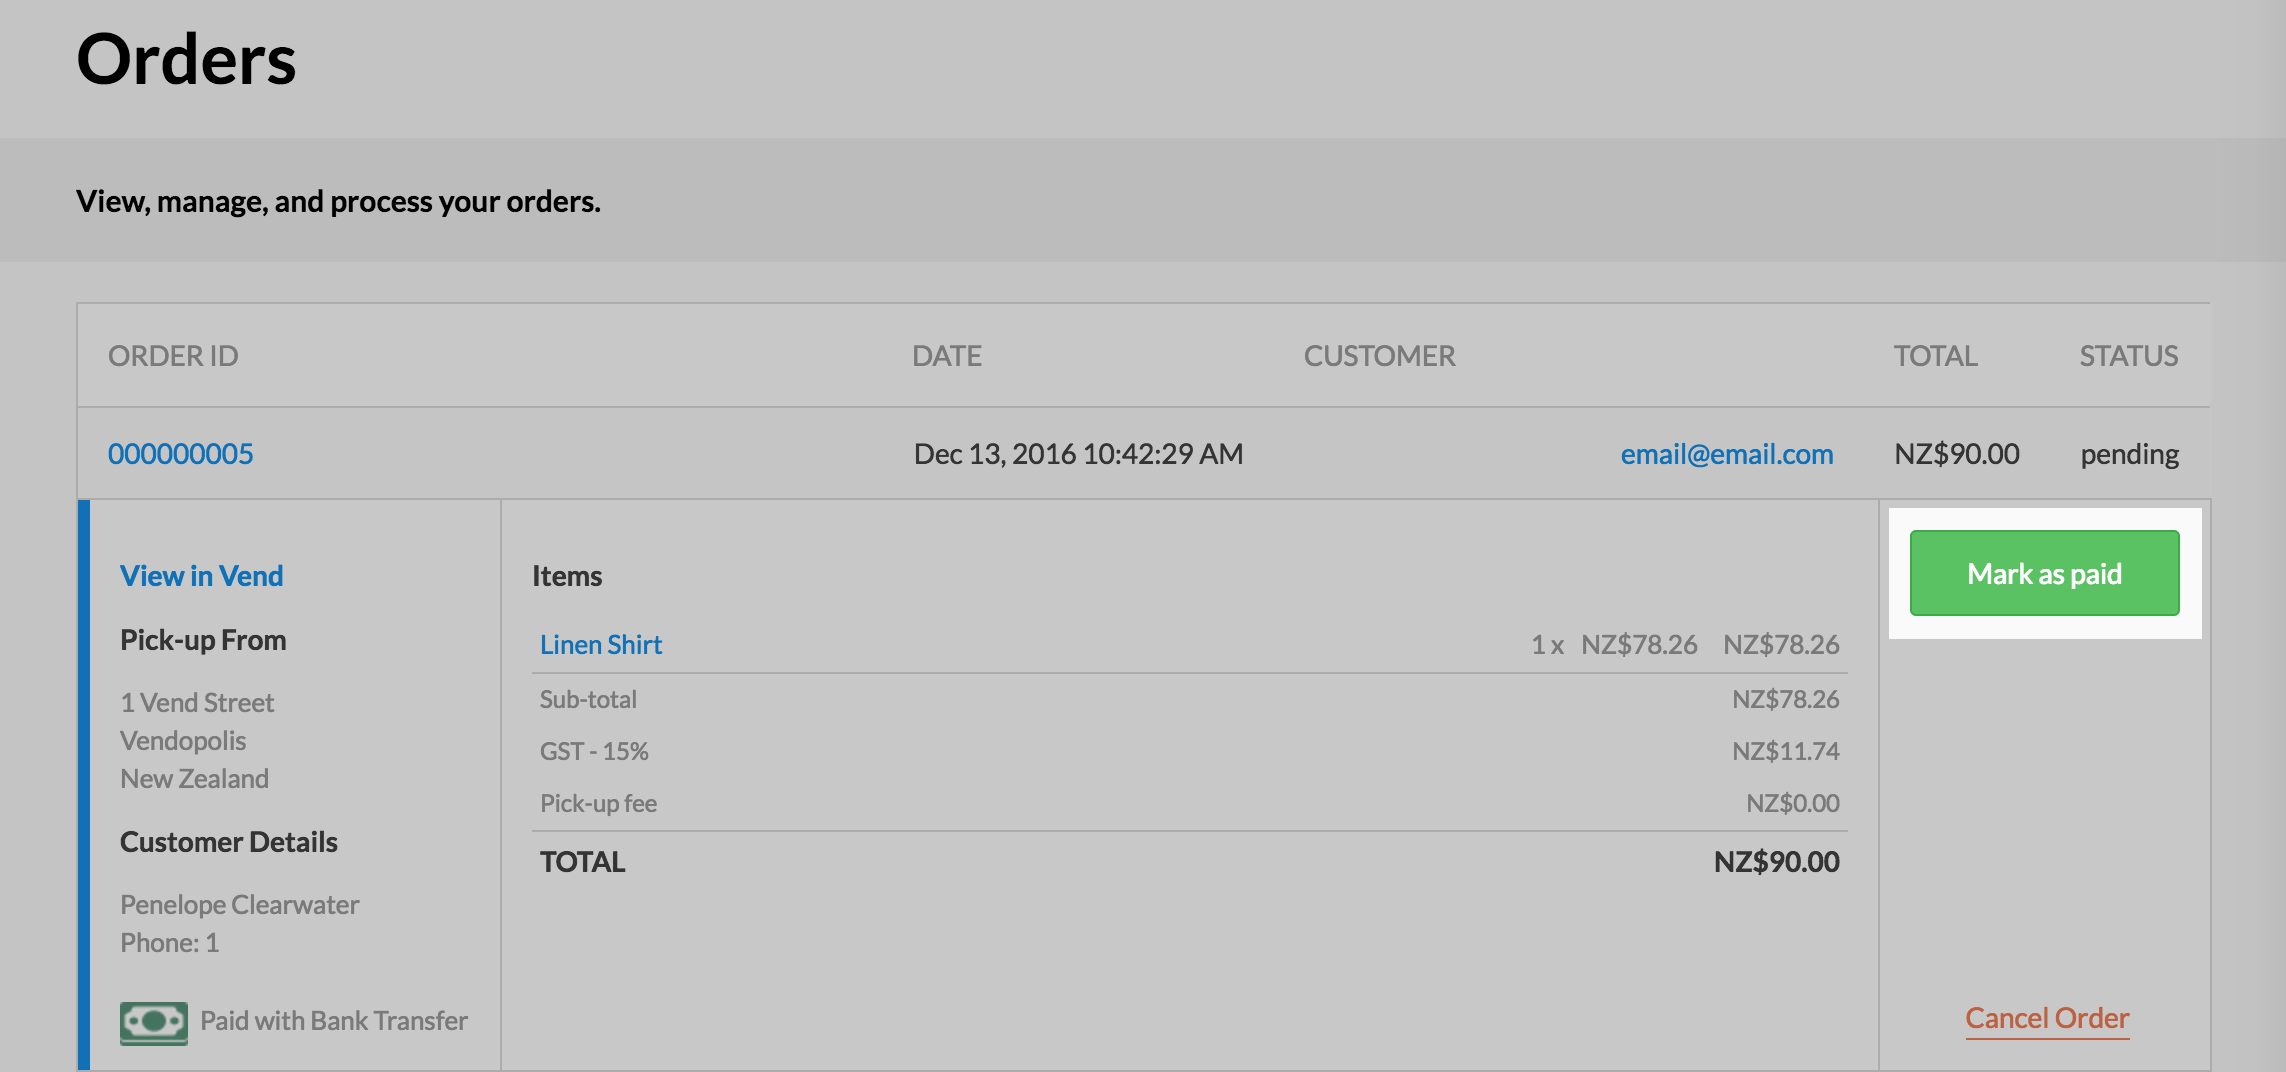 Orders
View, manage, and process your orders.
ORDER ID DATE CUSTOMER TOTAL STATUS
000000005 Dec 13, 2016 10:42:29 AM email@email.com NZ$90.00 pending
View in Vend
Pick-up From
1 Vend Street
Vendopolis
New Zealand
Customer Details
Penelope Clearwater
Phone: 1
Paid with Bank Transfer
Items
Linen Shirt 1 x NZ$78.26 NZ$78.26
Sub-total NZ$78.26
GST - 15% NZ$11.74
Pick-up fee NZ$0.00
TOTAL NZ$90.00
Mark as paid
Cancel Order